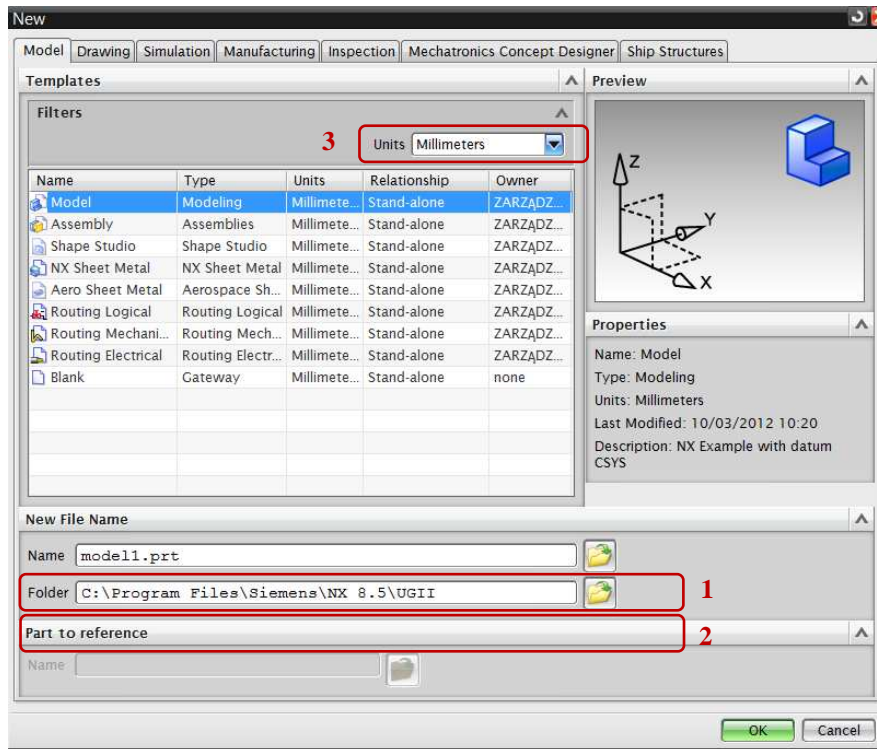 New
Model Drawing Simulation Manufacturing Inspection Mechatronics Concept Designer Ship Structures
Templates
Filters
3 Units Millimeters
Name Type Units Relationship Owner
Model Modeling Millimete... Stand-alone ZARZĄDZ...
Assembly Assemblies Millimete... Stand-alone ZARZĄDZ...
Shape Studio Shape Studio Millimete... Stand-alone ZARZĄDZ...
NX Sheet Metal NX Sheet Metal Millimete... Stand-alone ZARZĄDZ...
Aero Sheet Metal Aerospace Sh... Millimete... Stand-alone ZARZĄDZ...
Routing Logical Routing Logical Millimete... Stand-alone ZARZĄDZ...
Routing Mechani... Routing Mech... Millimete... Stand-alone ZARZĄDZ...
Routing Electrical Routing Electr... Millimete... Stand-alone ZARZĄDZ...
Blank Gateway Millimete... Stand-alone none
Preview
Z
Y
X
Properties
Name: Model
Type: Modeling
Units: Millimeters
Last Modified: 10/03/2012 10:20
Description: NX Example with datum
CSYS
New File Name
Name model1.prt
Folder C:\Program Files\Siemens\NX 8.5\UGII 1
Part to reference 2
Name
OK Cancel